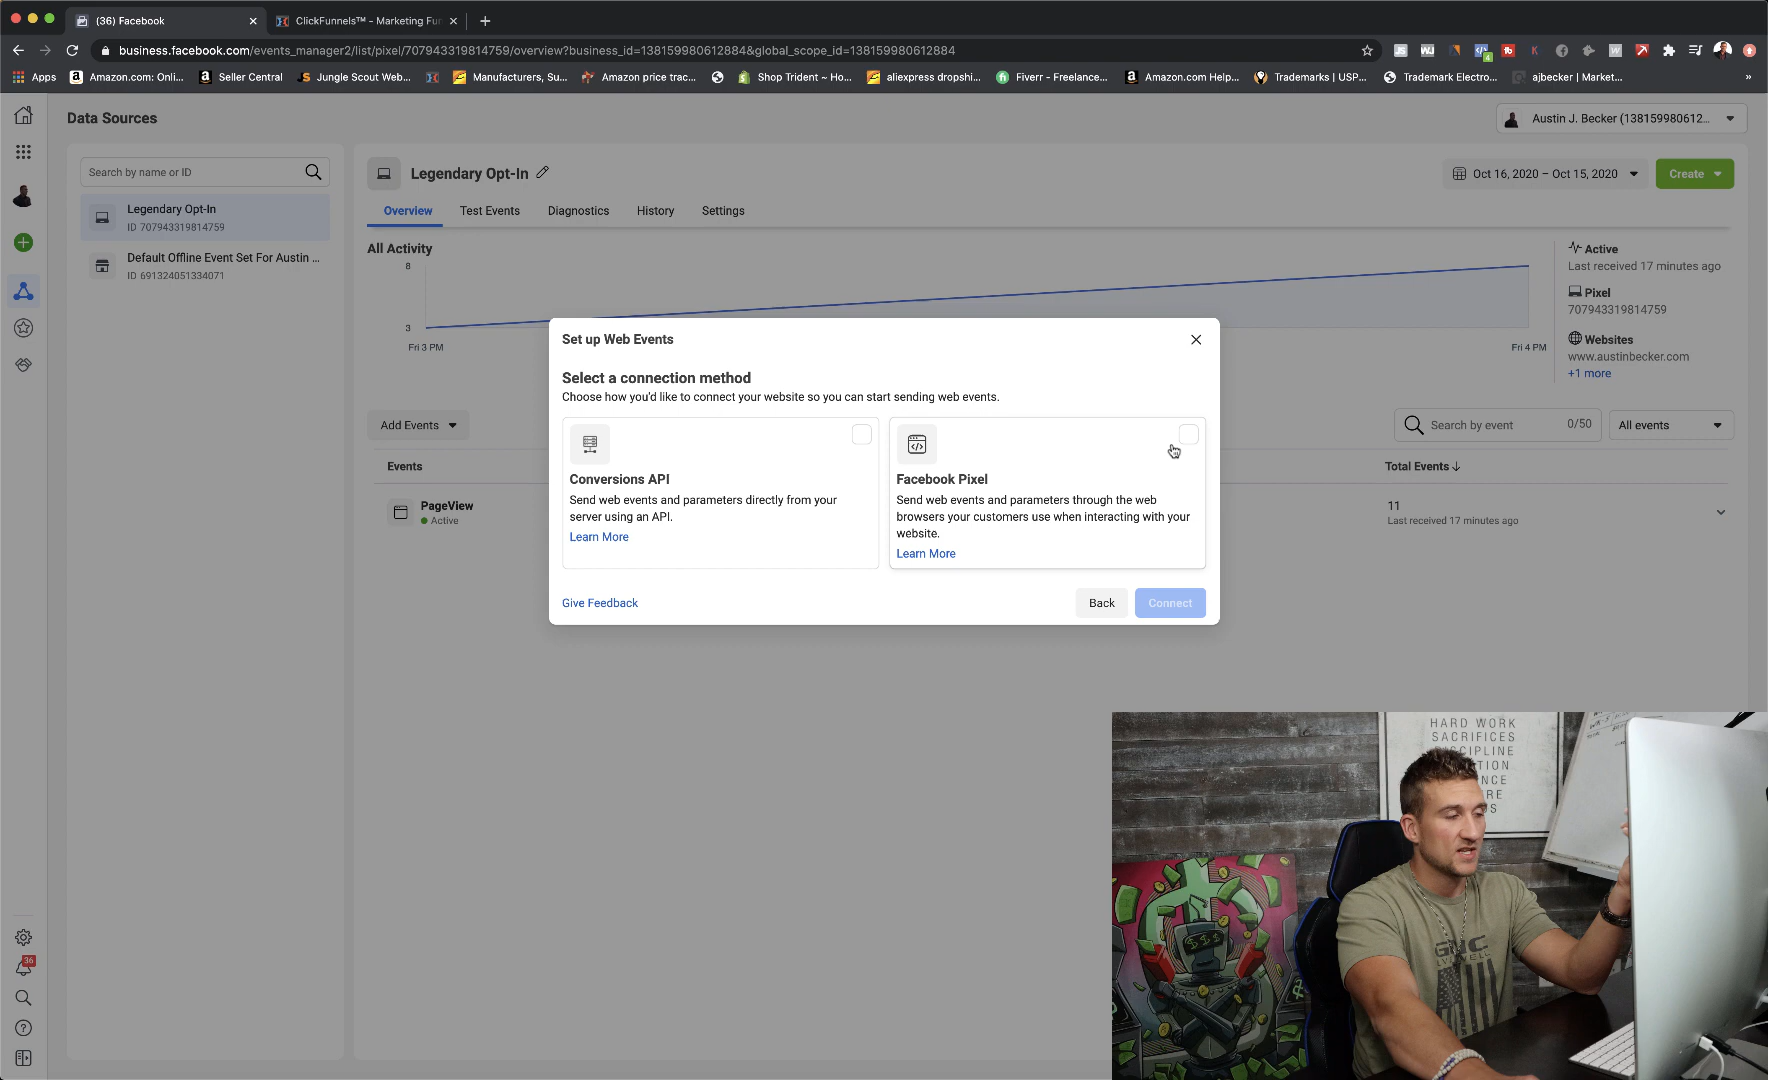 (36) Facebook
ClickFunnels™ - Marketing Fun
business.facebook.com/events_manager2/list/pixel/707943319814759/overview?business_id=138159980612884&global_scope_id=138159980612884
Apps
Amazon.com: Onli...
Seller Central
Jungle Scout Web...
Manufacturers, Su...
Amazon price trac...
Shop Trident ~ Ho...
aliexpress dropshi...
Fiverr - Freelance...
Amazon.com Help...
Trademarks | USP...
Trademark Electro...
ajbecker | Market...
»
Data Sources
Austin J. Becker (13815998061 2...
Search by name or ID
Legendary Opt-In
ID 707943319814759
Default Offline Event Set For Austin ...
ID 691324051334071
Legendary Opt-In
Oct 16, 2020 – Oct 15, 2020
Create
Overview
Test Events
Diagnostics
History
Settings
All Activity
8
3
Fri 3 PM
Fri 4 PM
Active
Last received 17 minutes ago
Pixel
707943319814759
Websites
www.austinbecker.com
+1 more
Set up Web Events
Select a connection method
Choose how you'd like to connect your website so you can start sending web events.
Conversions API
Send web events and parameters directly from your
server using an API.
Learn More
Facebook Pixel
Send web events and parameters through the web
browsers your customers use when interacting with your
website.
Learn More
Give Feedback
Back
Connect
Add Events
Search by event
0/50
All events
Events
Total Events
PageView
Active
11
Last received 17 minutes ago
36
HARD WORK
SACRIFICES
$$$